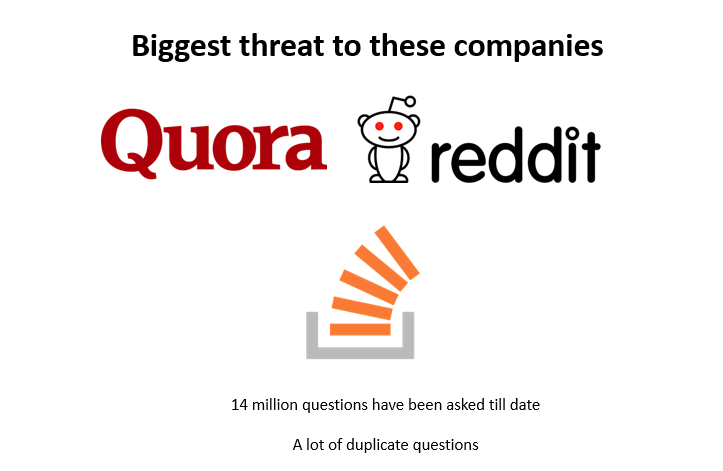 Biggest threat to these companies
Quora reddit
14 million questions have been asked till date
A lot of duplicate questions